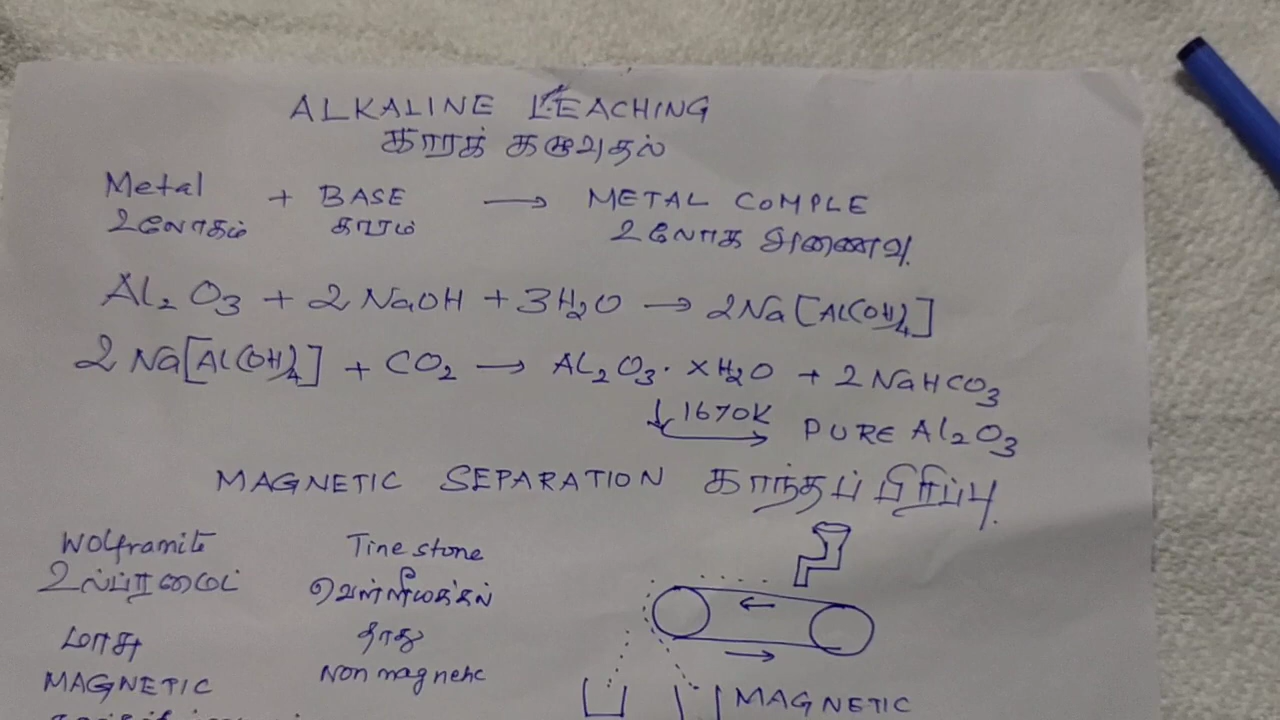 ALKALINE LEACHING
காரக் கழுவுதல்
Metal + BASE → METAL COMPLE
உலோகம் காரம் உலோக அணைவு.
Al₂O₃ + 2NaOH + 3H₂O → 2Na[Al(OH)₄]
2Na[Al(OH)₄] + CO₂ → Al₂O₃·xH₂O + 2NaHCO₃
↓1670K → PURE Al₂O₃
MAGNETIC SEPARATION காந்தப் பிரிப்பு.
Wolframite Tine stone
உல்ப்ரமைட் வெள்ளீயக்கல்
மாசு தாது
MAGNETIC Non magnetic
MAGNETIC